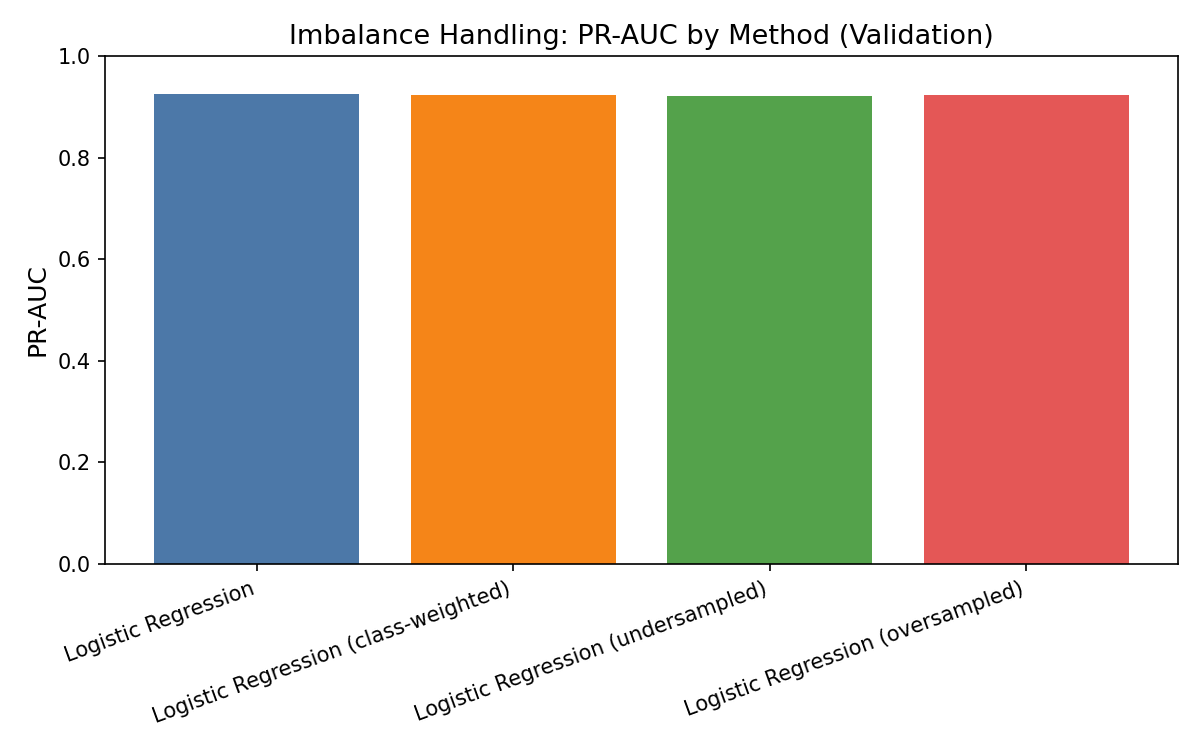 Imbalance Handling: PR-AUC by Method (Validation)
PR-AUC
1.0
0.8
0.6
0.4
0.2
0.0
Logistic Regression
Logistic Regression (class-weighted)
Logistic Regression (undersampled)
Logistic Regression (oversampled)